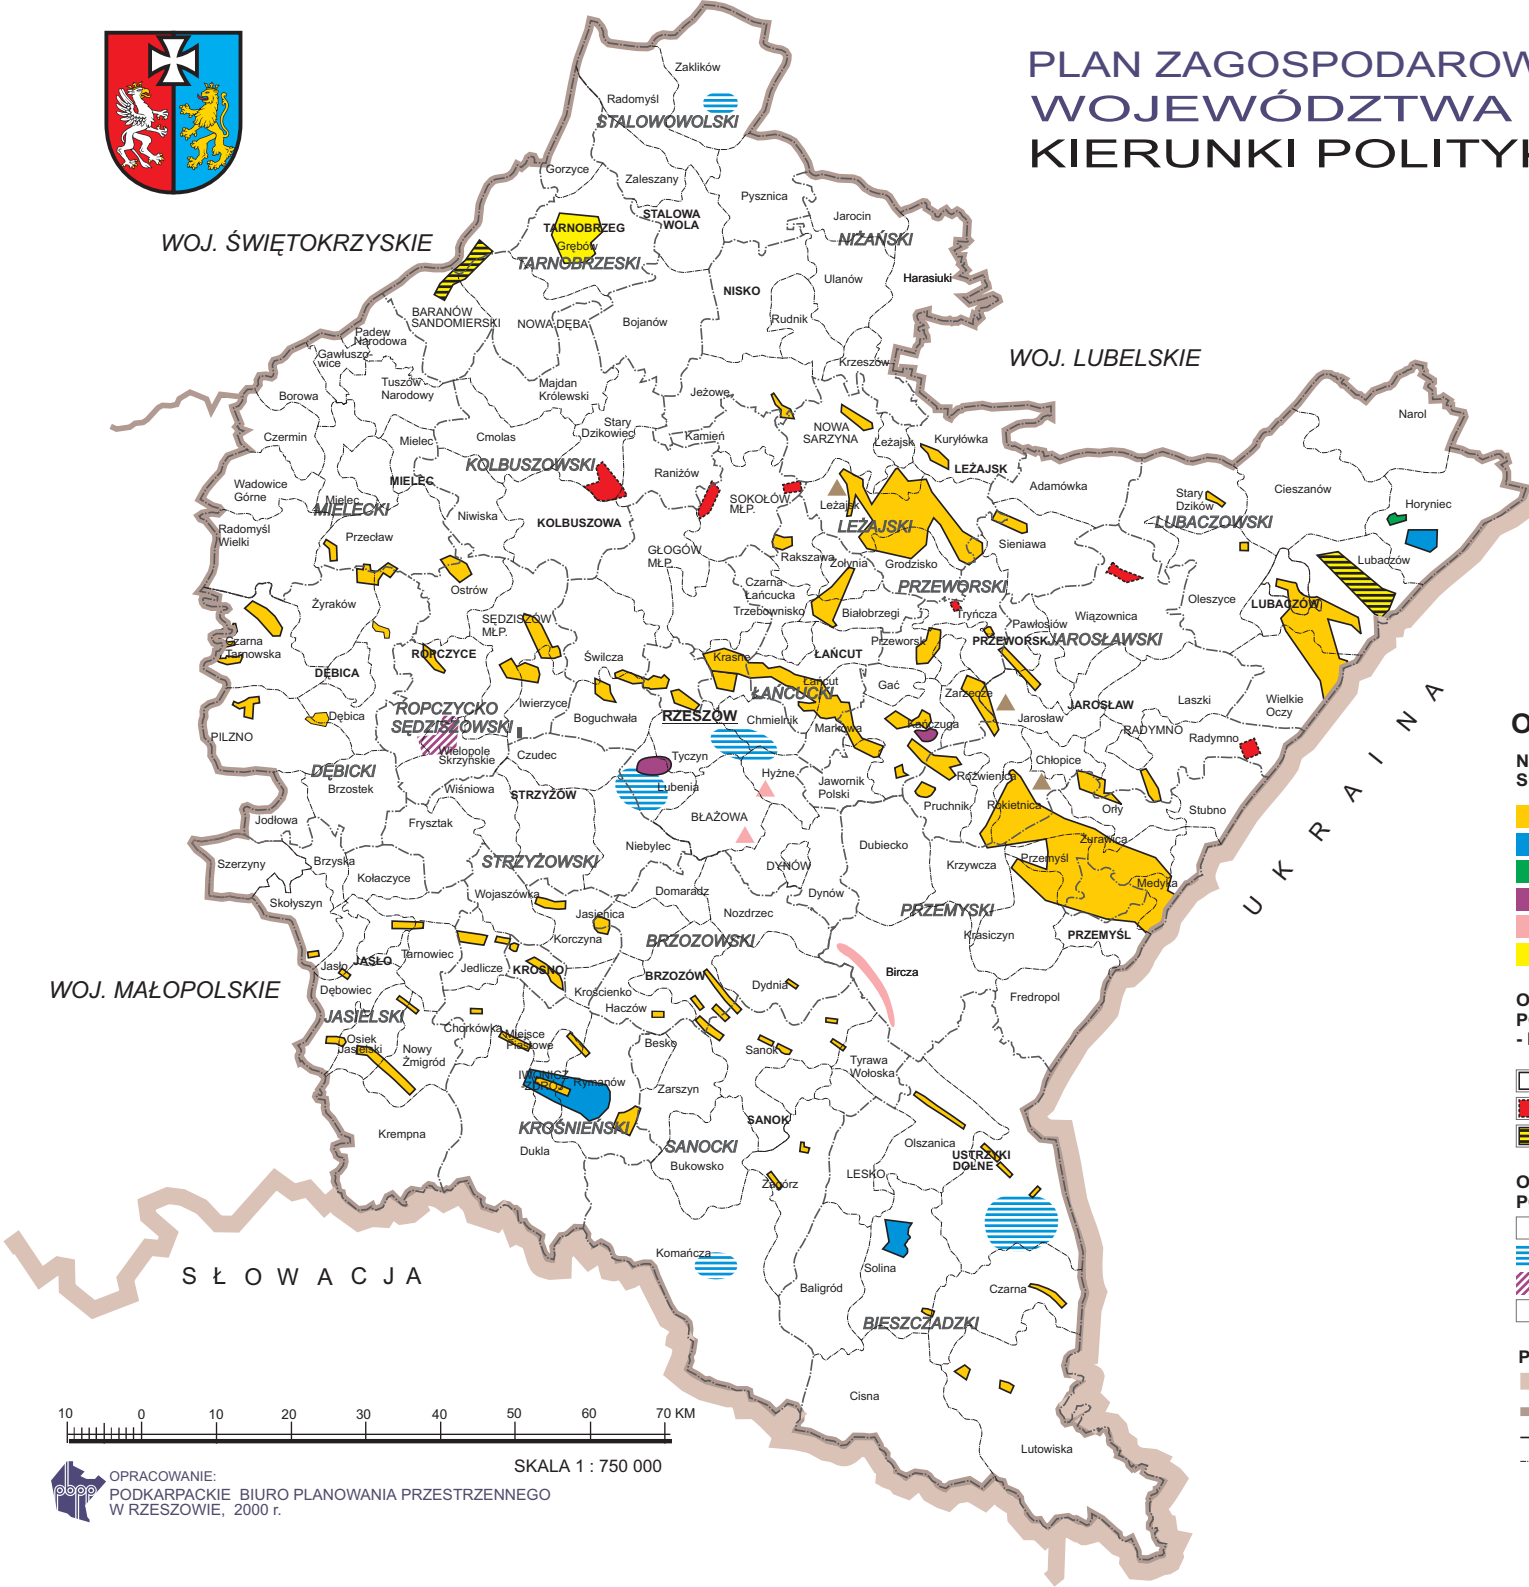 PLAN ZAGOSPODAROW
WOJEWÓDZTWA
KIERUNKI POLITYK
WOJ. ŚWIĘTOKRZYSKIE
WOJ. LUBELSKIE
WOJ. MAŁOPOLSKIE
SŁOWACJA
UKRAINA
Zaklików
Radomyśl
STALOWOWOLSKI
Gorzyce
Zaleszany
Pysznica
STALOWA
WOLA
Jarocin
NIŻAŃSKI
TARNOBRZEG
Grębów
TARNOBRZESKI
Ulanów
Harasiuki
NISKO
BARANÓW
SANDOMIERSKI
NOWA DĘBA
Bojanów
Rudnik
Padew
Narodowa
Gawłuszo-
wice
Krzeszów
Tuszów
Narodowy
Majdan
Królewski
Jeżowe
Borowa
Narol
Czermin
Mielec
Cmolas
Stary
Dzikowiec
Kamień
NOWA
SARZYNA
Leżajsk
Kuryłówka
LEŻAJSK
KOLBUSZOWSKI
Raniżów
Wadowice
Górne
MIELEC
Mielec
MIELECKI
Adamówka
Stary
Dzików
Cieszanów
Horyniec
SOKOŁÓW
MŁP.
Leżajsk
LEŻAJSKI
LUBACZOWSKI
Niwiska
KOLBUSZOWA
Radomyśl
Wielki
Przecław
GŁOGÓW
MŁP.
Rakszawa
Żołynia
Grodzisko
Sieniawa
Lubaczów
Czarna
Łańcucka
Trzebownisko
PRZEWORSKI
Ostrów
Żyraków
SĘDZISZÓW
MŁP.
Białobrzegi
Tryńcza
Pawłosiów
Wiązownica
Oleszyce
LUBACZÓW
Czarna
Tarnowska
ROPCZYCE
Świlcza
Krasne
ŁAŃCUT
Przeworsk
PRZEWORSK
JAROSŁAWSKI
DĘBICA
Łańcut
ŁAŃCUCKI
Gać
Zarzecze
Laszki
Wielkie
Oczy
ROPCZYCKO
SĘDZISZOWSKI
Iwierzyce
Boguchwała
RZESZÓW
Chmielnik
Markowa
Kańczuga
Jarosław
JAROSŁAW
Dębica
PILZNO
RADYMNO
Radymno
Wielopole
Skrzyńskie
Czudec
Tyczyn
Lubenia
Hyżne
Jawornik
Polski
Roźwienica
Chłopice
DĘBICKI
Brzostek
Wiśniowa
STRZYŻÓW
BŁAŻOWA
Pruchnik
Rokietnica
Orły
Stubno
Jodłowa
Frysztak
Niebylec
Dubiecko
Żurawica
Szerzyny
Brzyska
Kołaczyce
STRZYŻOWSKI
DYNÓW
Krzywcza
Przemyśl
Medyka
Skołyszyn
Wojaszówka
Domaradz
Dynów
Jasienica
Nozdrzec
PRZEMYSKI
Krasiczyn
PRZEMYŚL
Korczyna
BRZOZOWSKI
Jasło
JASŁO
Tarnowiec
Jedlicze
KROSNO
BRZOZÓW
Dydnia
Bircza
Dębowiec
Krościenko
Haczów
Fredropol
JASIELSKI
Chorkówka
Miejsce
Piastowe
Osiek
Jasielski
Nowy
Żmigród
Besko
Sanok
Tyrawa
Wołoska
IWONICZ
-ZDRÓJ
Rymanów
Zarszyn
Krempna
KROŚNIEŃSKI
Dukla
SANOCKI
Bukowsko
SANOK
Olszanica
USTRZYKI
DOLNE
Zagórz
LESKO
Komańcza
Solina
Baligród
Czarna
BIESZCZADZKI
Cisna
Lutowiska
O
N
S
O
P
- 
O
P
P
10 0 10 20 30 40 50 60 70 KM
SKALA 1 : 750 000
pbpp
OPRACOWANIE:
PODKARPACKIE BIURO PLANOWANIA PRZESTRZENNEGO
W RZESZOWIE, 2000 r.